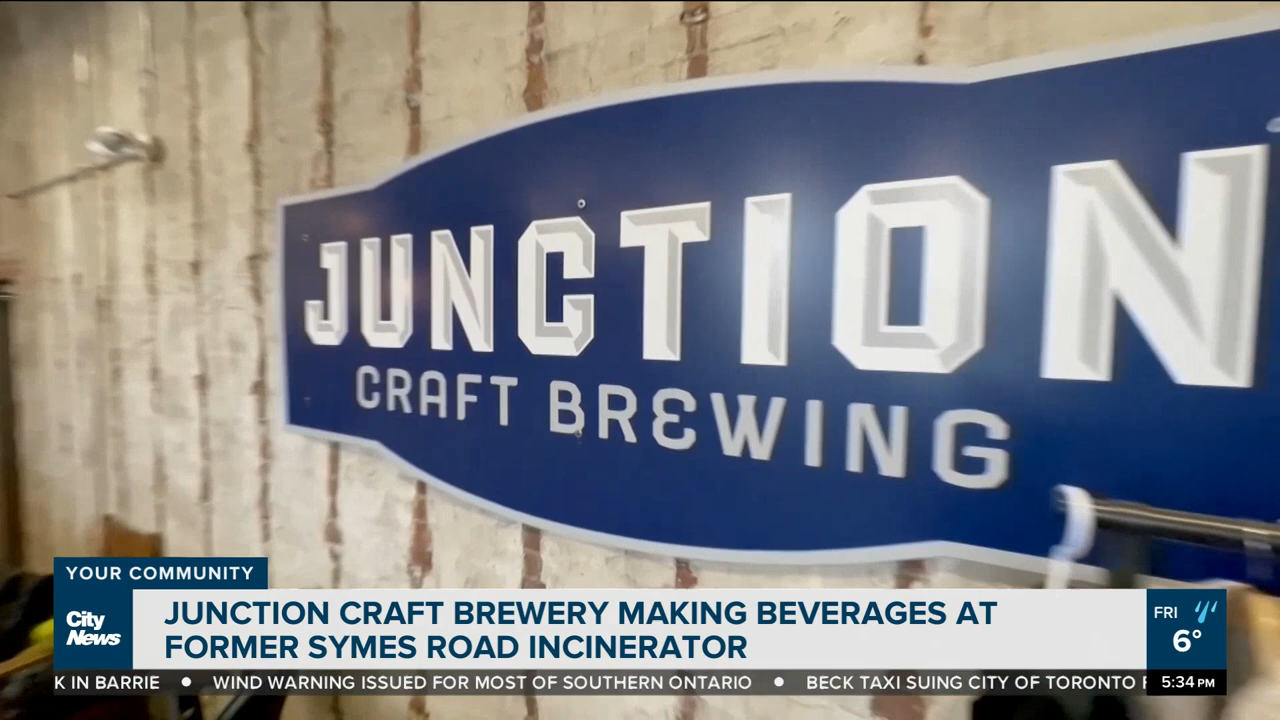 JUNCTION
CRAFT BREWING
YOUR COMMUNITY
City
News
JUNCTION CRAFT BREWERY MAKING BEVERAGES AT
FORMER SYMES ROAD INCINERATOR
FRI
6°
K IN BARRIE • WIND WARNING ISSUED FOR MOST OF SOUTHERN ONTARIO • BECK TAXI SUING CITY OF TORONTO
5:34 PM